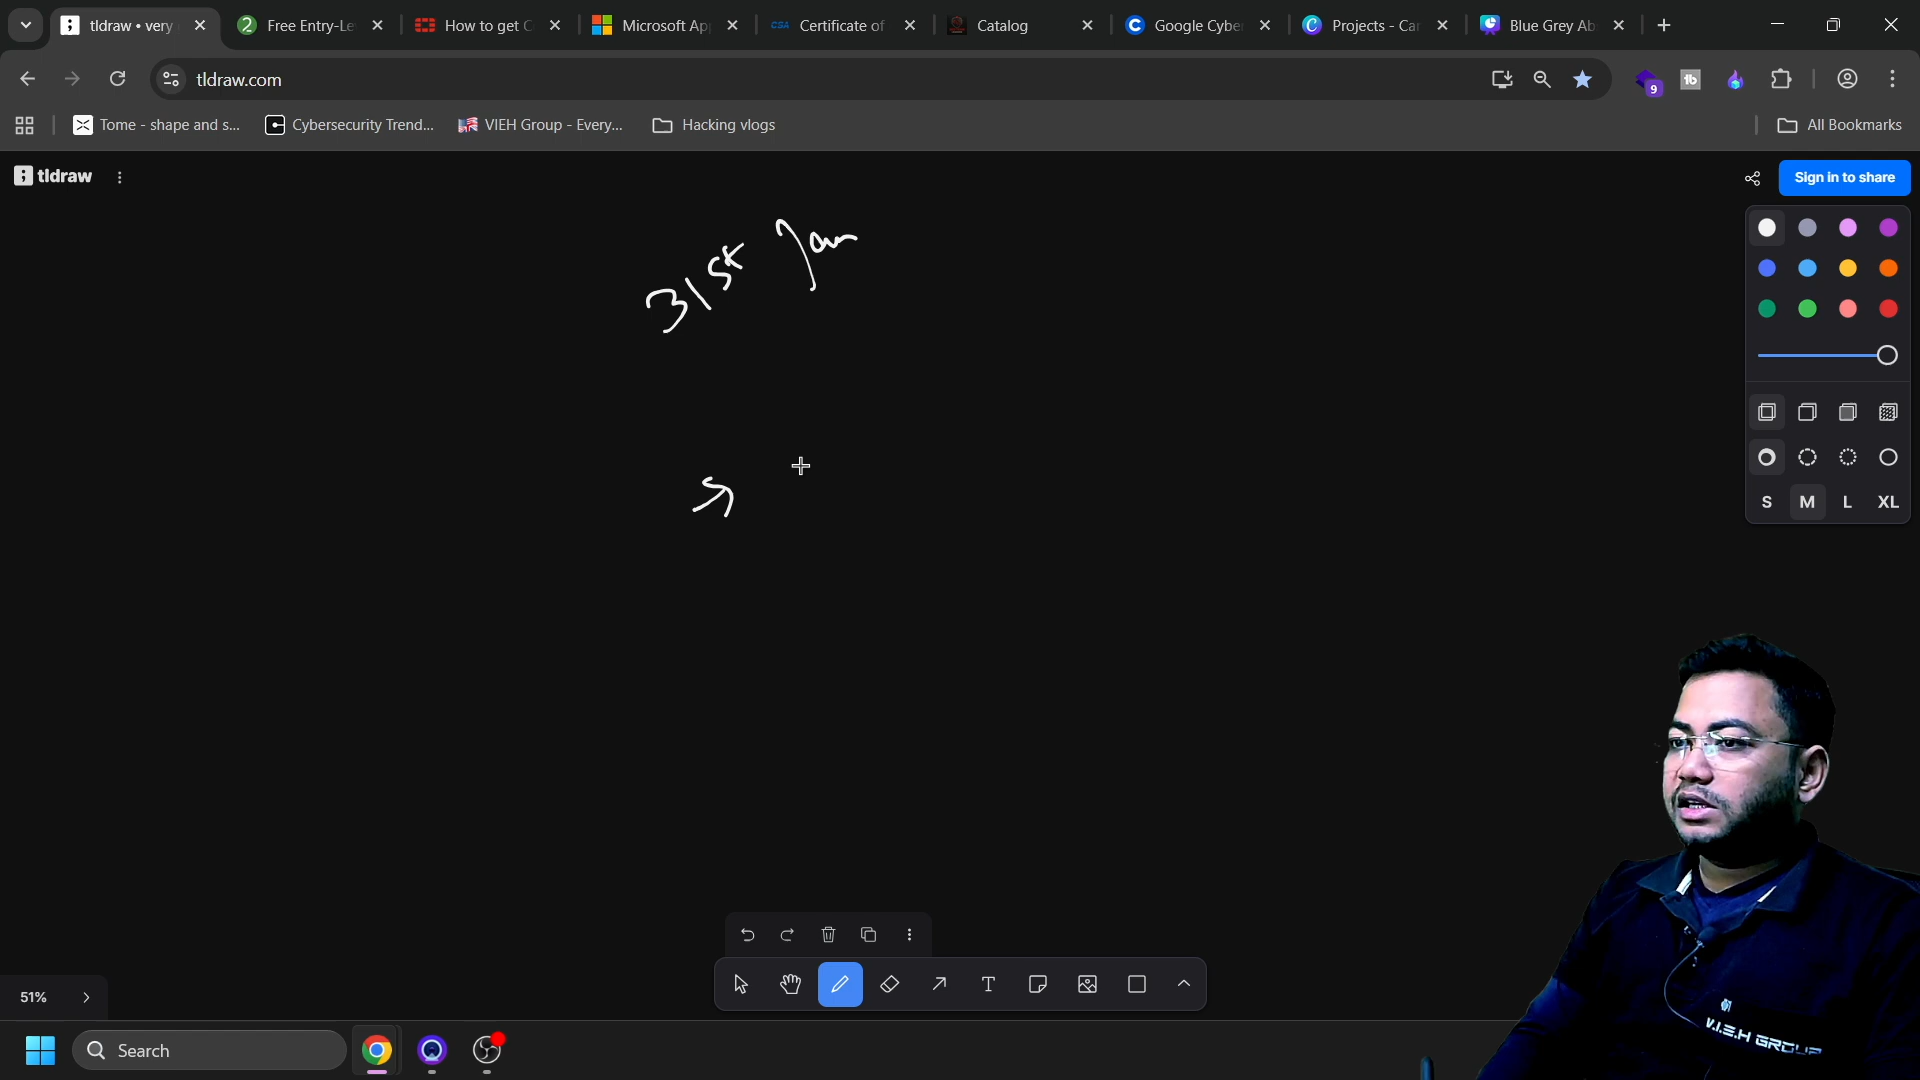 tldraw • very
Free Entry-Le
How to get C
Microsoft Ap
CSA Certificate of
Catalog
Google Cybe
Projects - Car
Blue Grey Ab
tldraw.com
9
Tome - shape and s...
Cybersecurity Trend...
VIEH Group - Every...
Hacking vlogs
All Bookmarks
tldraw
Sign in to share
31st Jan
S M L XL
51%
Search
V.I.E.H GROUP